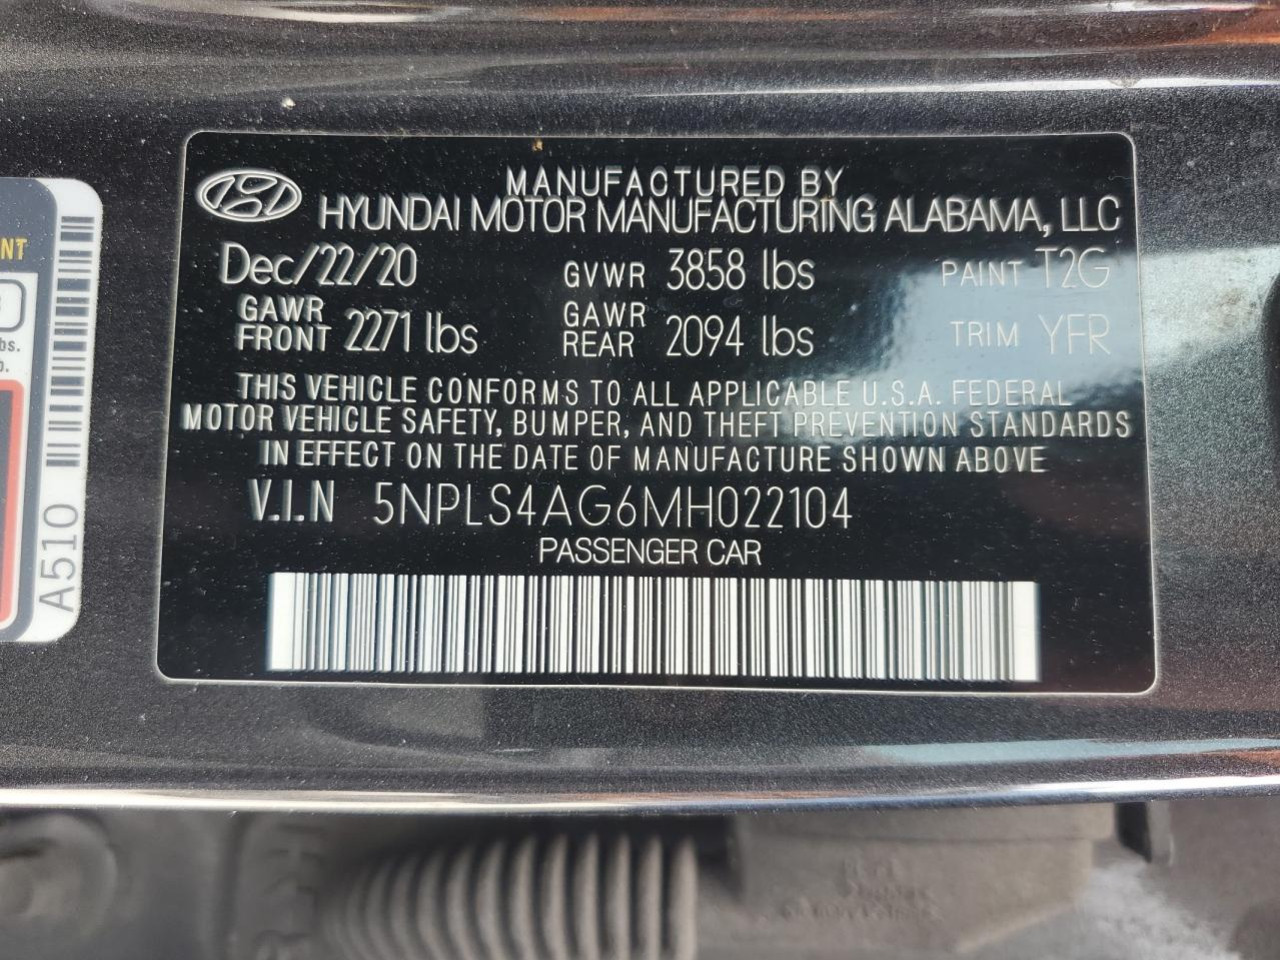 MANUFACTURED BY
HYUNDAI MOTOR MANUFACTURING ALABAMA, LLC
Dec/22/20 GVWR 3858 lbs PAINT T2G
GAWR FRONT 2271 lbs GAWR REAR 2094 lbs TRIM YFR
THIS VEHICLE CONFORMS TO ALL APPLICABLE U.S.A. FEDERAL
MOTOR VEHICLE SAFETY, BUMPER, AND THEFT PREVENTION STANDARDS
IN EFFECT ON THE DATE OF MANUFACTURE SHOWN ABOVE
V.I.N 5NPLS4AG6MH022104
PASSENGER CAR
NT
bs.
b.
A510